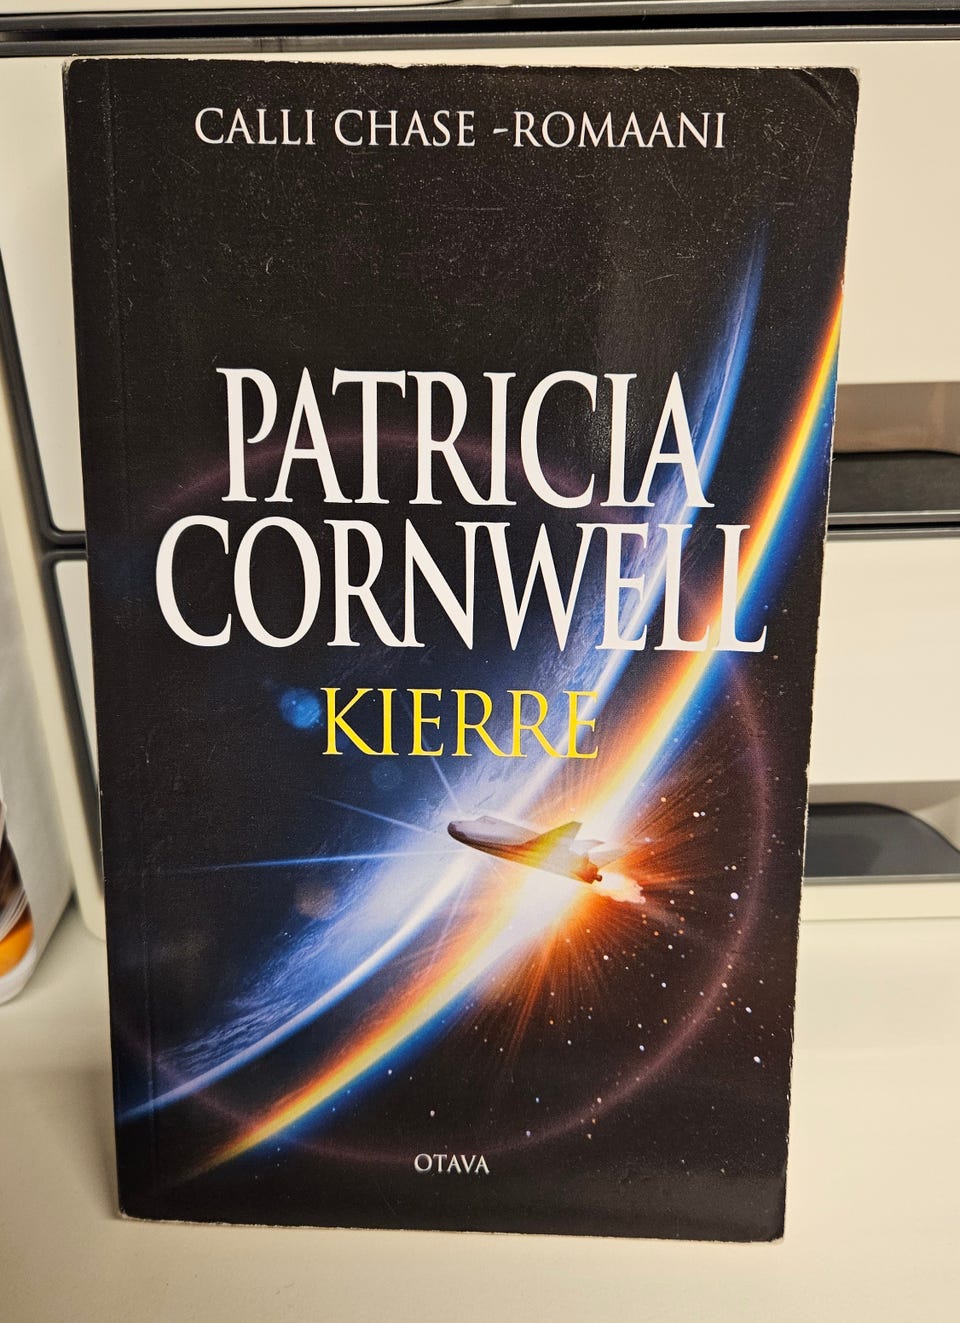 CALLI CHASE -ROMAANI
PATRICIA
CORNWELL
KIERRE
OTAVA